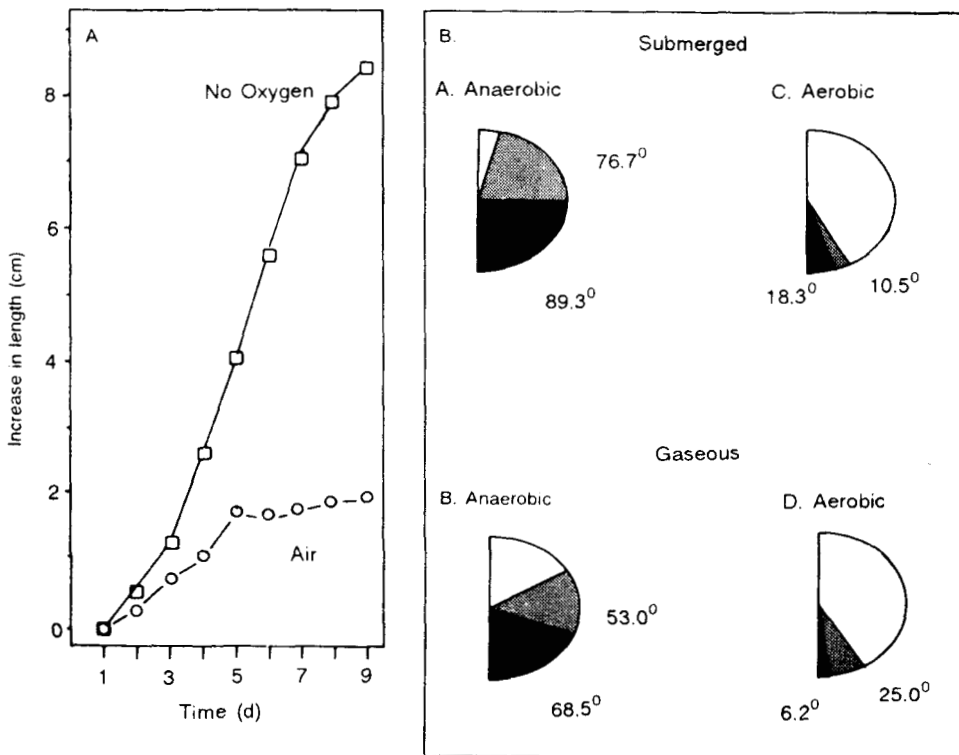 A
No Oxygen
Air
8
6
4
2
0
Increase in length (cm)
1 3 5 7 9
Time (d)
B.
Submerged
A. Anaerobic
C. Aerobic
76.7⁰
89.3⁰
18.3⁰
10.5⁰
Gaseous
B. Anaerobic
D. Aerobic
53.0⁰
68.5⁰
6.2⁰
25.0⁰